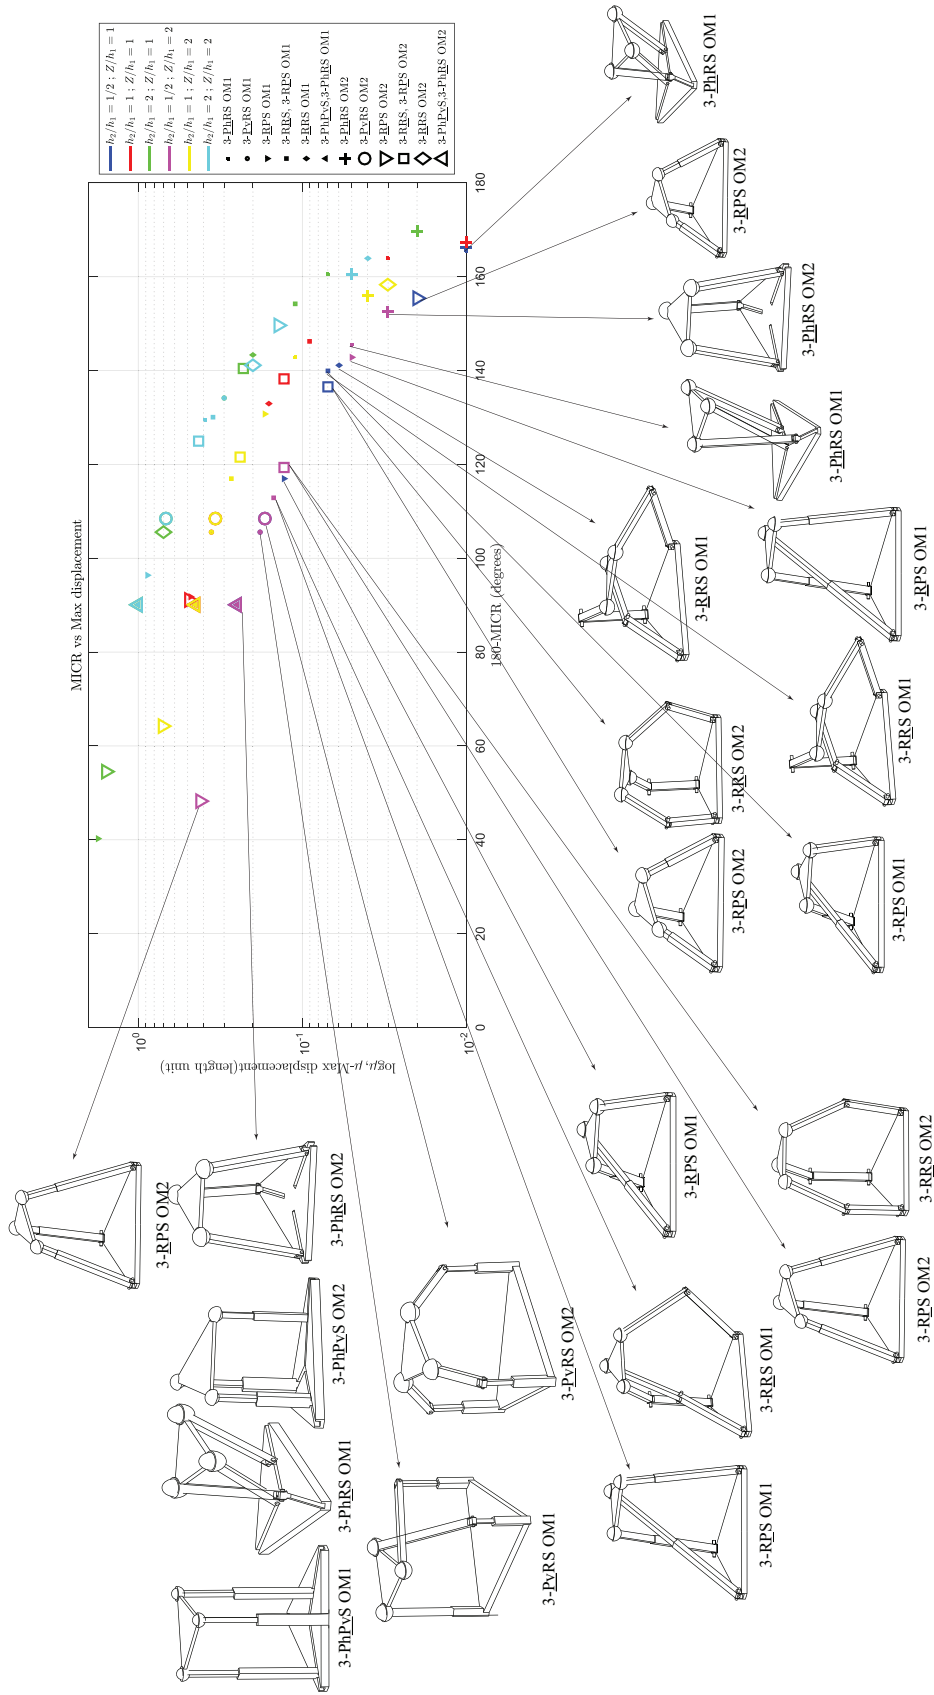 MICR vs Max displacement
logμ, μ-Max displacement(length unit)
10⁰
10⁻¹
10⁻²
0
20
40
60
80
100
120
140
160
180
180-MICR (degrees)
h₂/h₁ = 1/2 ; Z/h₁ = 1
h₂/h₁ = 1 ; Z/h₁ = 1
h₂/h₁ = 2 ; Z/h₁ = 1
h₂/h₁ = 1/2 ; Z/h₁ = 2
h₂/h₁ = 1 ; Z/h₁ = 2
h₂/h₁ = 2 ; Z/h₁ = 2
3-PhRS OM1
3-PvRS OM1
3-RPS OM1
3-RRS, 3-RPS OM1
3-RRS OM1
3-PhPvS,3-PhRS OM1
3-PhRS OM2
3-PvRS OM2
3-RPS OM2
3-RRS, 3-RPS OM2
3-RRS OM2
3-PhPvS,3-PhRS OM2
3-RPS OM2
3-PhPvS OM1
3-PhRS OM1
3-PhPvS OM2
3-PhRS OM2
3-PvRS OM1
3-PvRS OM2
3-RPS OM1
3-RPS OM1
3-RRS OM1
3-RPS OM2
3-RRS OM2
3-RPS OM2
3-RRS OM2
3-RRS OM1
3-RPS OM1
3-RRS OM1
3-RPS OM1
3-PhRS OM1
3-PhRS OM2
3-RPS OM2
3-PhRS OM1